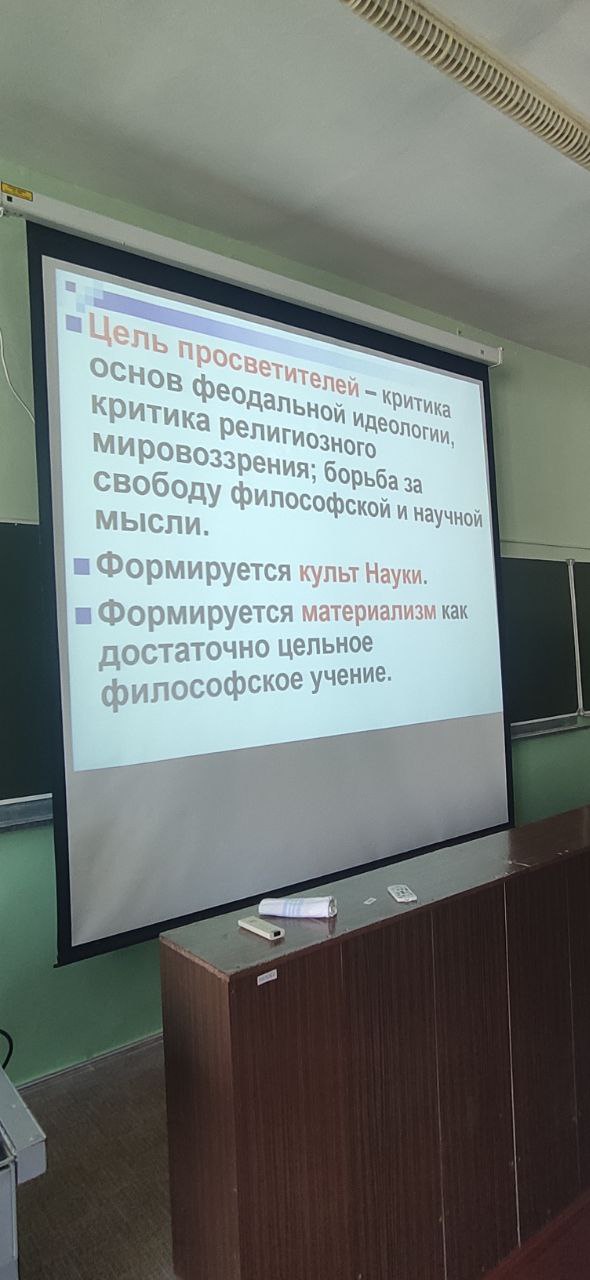 Цель просветителей – критика
основ феодальной идеологии,
критика религиозного
мировоззрения; борьба за
свободу философской и научной
мысли.
Формируется культ Науки.
Формируется материализм как
достаточно цельное
философское учение.